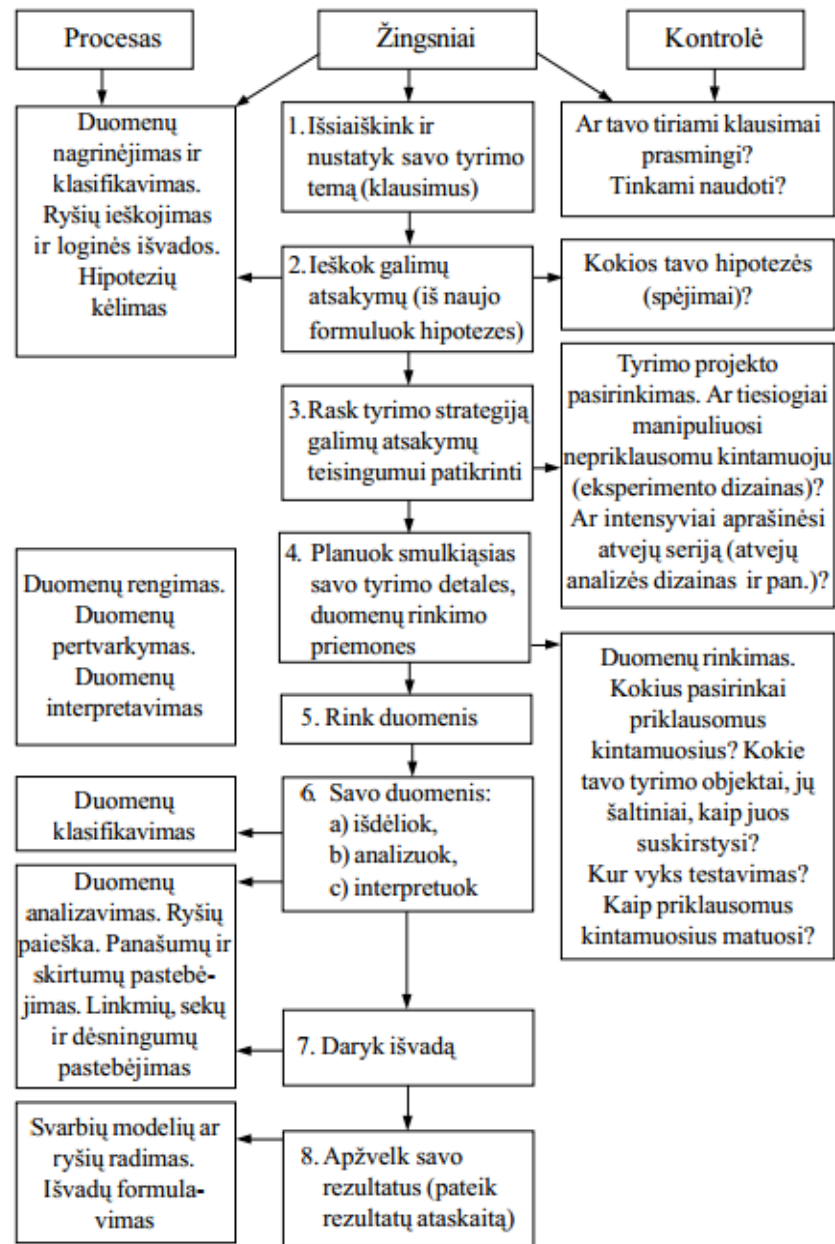 Procesas
Žingsniai
Kontrolė
Duomenų
nagrinėjimas ir
klasifikavimas.
Ryšių ieškojimas
ir loginės išvados.
Hipotezių
kėlimas
1. Išsiaiškink ir
nustatyk savo tyrimo
temą (klausimus)
Ar tavo tiriami klausimai
prasmingi?
Tinkami naudoti?
2. Ieškok galimų
atsakymų (iš naujo
formuluok hipotezes)
Kokios tavo hipotezės
(spėjimai)?
3. Rask tyrimo strategiją
galimų atsakymų
teisingumui patikrinti
Tyrimo projekto
pasirinkimas. Ar tiesiogiai
manipuliuosi
nepriklausomu kintamuoju
(eksperimento dizainas)?
Ar intensyviai aprašinėsi
atvejų seriją (atvejų
analizės dizainas ir pan.)?
Duomenų rengimas.
Duomenų
pertvarkymas.
Duomenų
interpretavimas
4. Planuok smulkiąsias
savo tyrimo detales,
duomenų rinkimo
priemones
Duomenų rinkimas.
Kokius pasirinkai
priklausomus
kintamuosius? Kokie
tavo tyrimo objektai, jų
šaltiniai, kaip juos
suskirstysi?
Kur vyks testavimas?
Kaip priklausomus
kintamuosius matuosi?
5. Rink duomenis
Duomenų
klasifikavimas
6. Savo duomenis:
a) išdėliok,
b) analizuok,
c) interpretuok
Duomenų
analizavimas. Ryšių
paieška. Panašumų ir
skirtumų pastebė-
jimas. Linkmių, sekų
ir dėsningumų
pastebėjimas
7. Daryk išvadą
Svarbių modelių ar
ryšių radimas.
Išvadų formula-
vimas
8. Apžvelk savo
rezultatus (pateik
rezultatų ataskaitą)